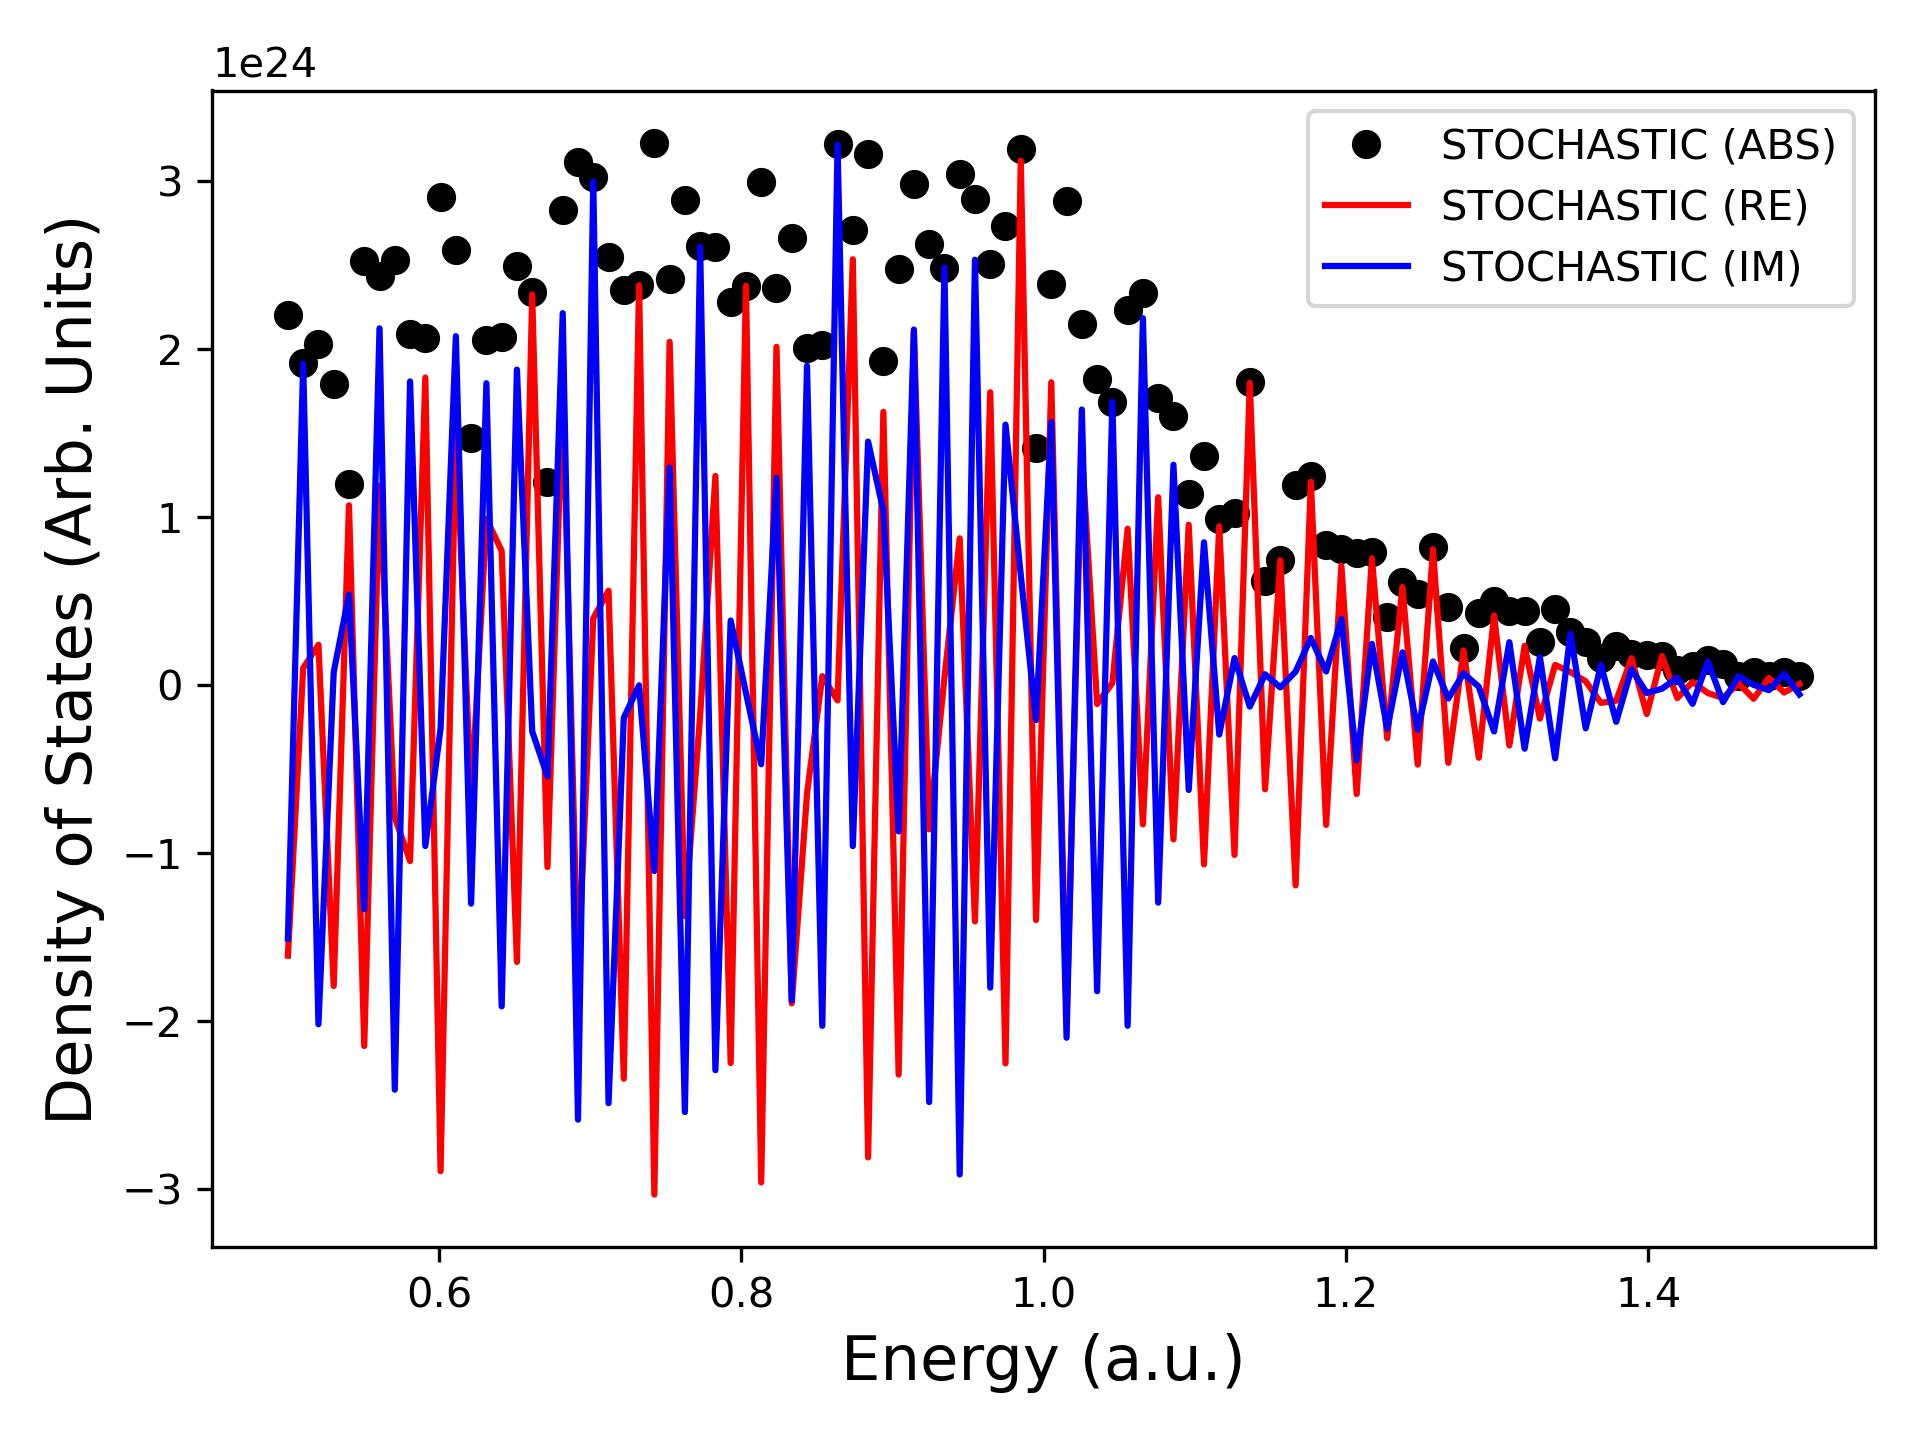 1e24
STOCHASTIC (ABS)
STOCHASTIC (RE)
STOCHASTIC (IM)
Density of States (Arb. Units)
3
2
1
0
−1
−2
−3
0.6 0.8 1.0 1.2 1.4
Energy (a.u.)